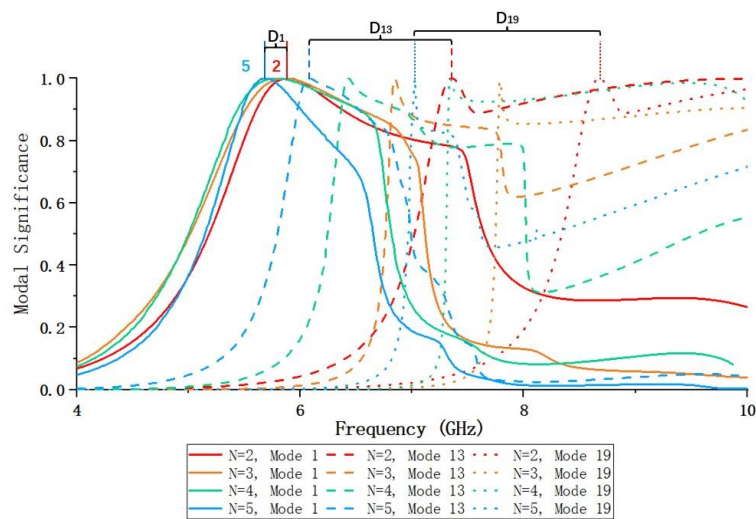 D1 D13 D19
5 2
1.0
0.8
0.6
0.4
0.2
0.0
Modal Significance
4 6 8 10
Frequency (GHz)
N=2, Mode 1 N=2, Mode 13 N=2, Mode 19
N=3, Mode 1 N=3, Mode 13 N=3, Mode 19
N=4, Mode 1 N=4, Mode 13 N=4, Mode 19
N=5, Mode 1 N=5, Mode 13 N=5, Mode 19